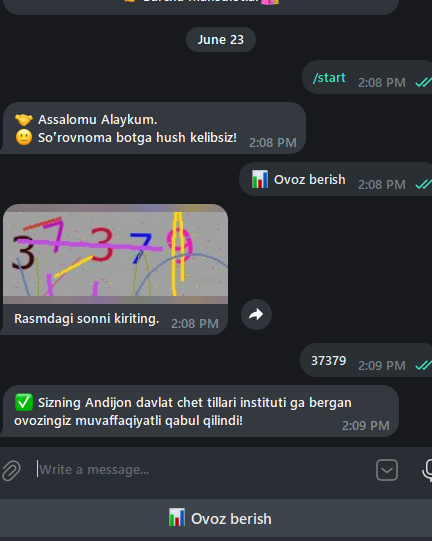 June 23
/start
2:08 PM
🤝 Assalomu Alaykum.
🙂 So'rovnoma botga hush kelibsiz!
2:08 PM
📊 Ovoz berish
2:08 PM
37379
Rasmdagi sonni kiriting.
2:08 PM
37379
2:09 PM
✅ Sizning Andijon davlat chet tillari instituti ga bergan
ovozingiz muvaffaqiyatli qabul qilindi!
2:09 PM
Write a message...
📊 Ovoz berish